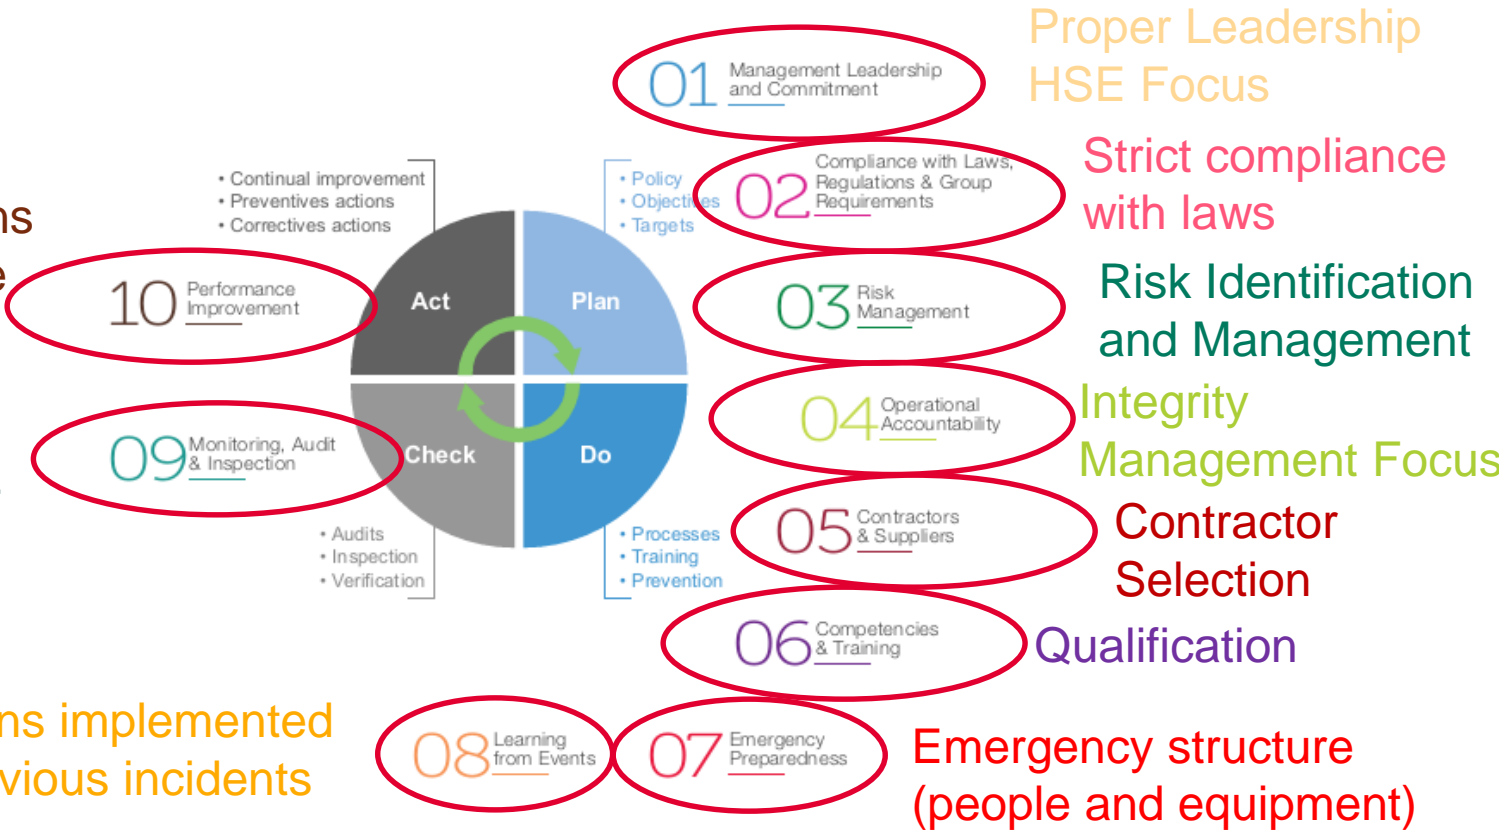 Proper Leadership
HSE Focus
01 Management Leadership
and Commitment
Strict compliance
with laws
02 Compliance with Laws,
Regulations & Group
Requirements
• Continual improvement
• Preventives actions
• Correctives actions
• Policy
• Objectives
• Targets
Risk Identification
and Management
03 Risk
Management
10 Performance
Improvement
Act
Plan
Integrity
Management Focus
04 Operational
Accountability
09 Monitoring, Audit
& Inspection
Check
Do
Contractor
Selection
05 Contractors
& Suppliers
• Audits
• Inspection
• Verification
• Processes
• Training
• Prevention
06 Competencies
& Training
Qualification
implemented
incidents
08 Learning
from Events
07 Emergency
Preparedness
Emergency structure
(people and equipment)